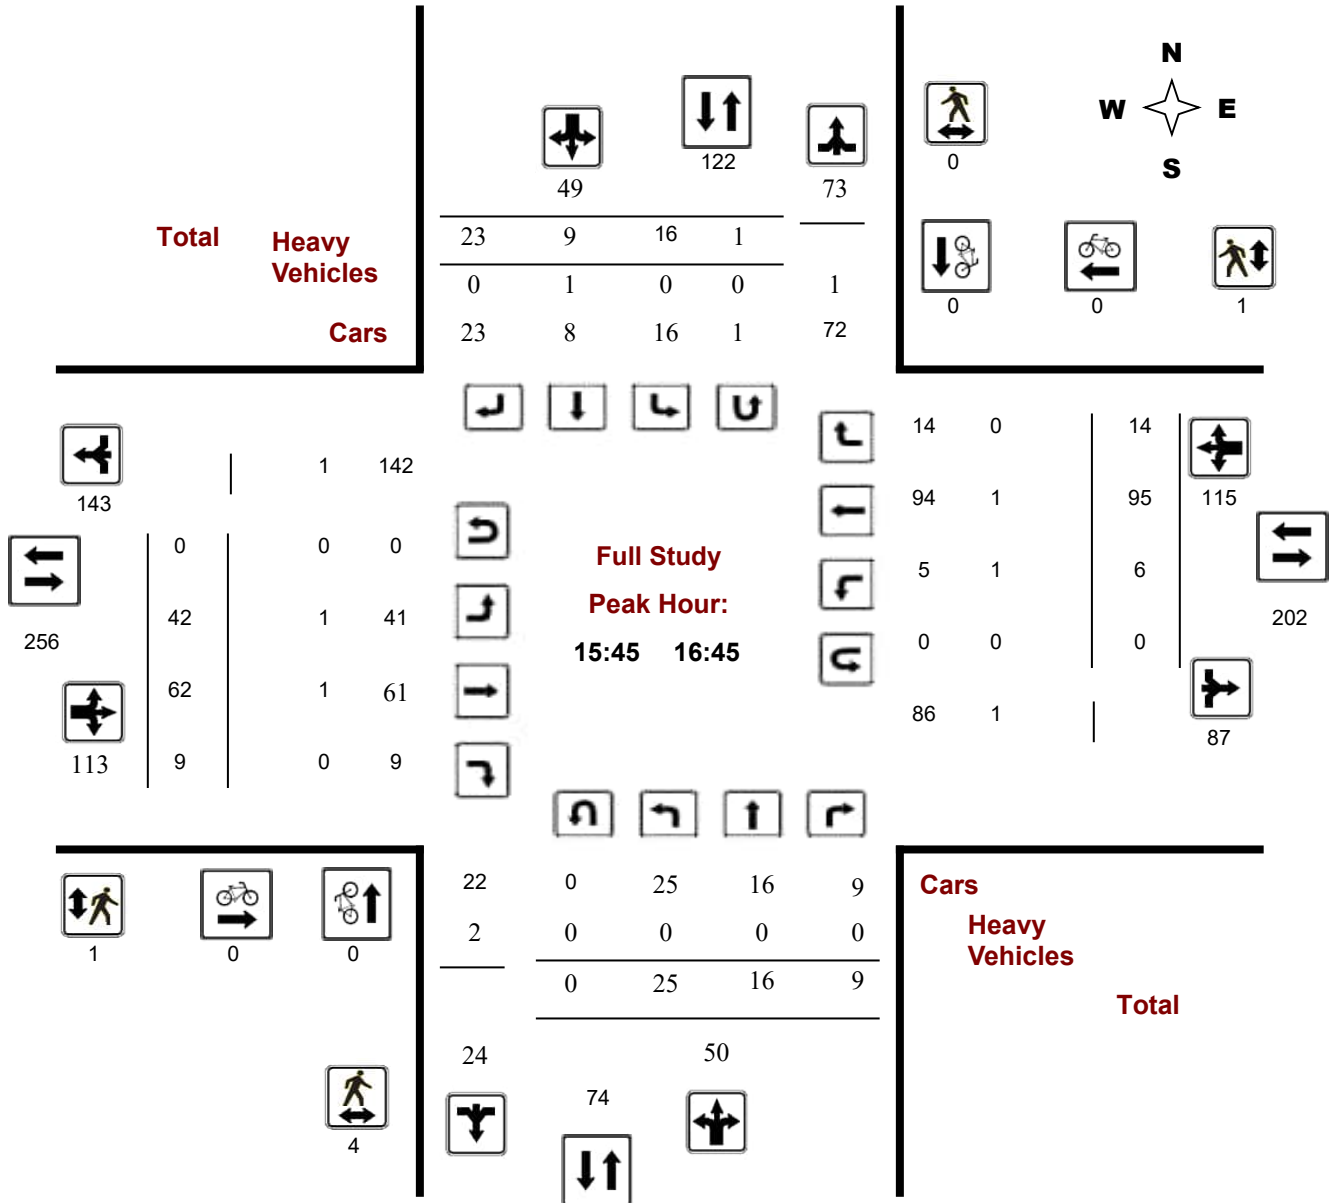 N
W E
S
0
122
49 73
Total Heavy Vehicles
23 9 16 1
0 1 0 0 1
0 0 1
Cars
23 8 16 1 72
14 0 14
1 142
143
94 1 95 115
0 0 0
Full Study
5 1 6
Peak Hour:
42 1 41
202
256
15:45 16:45
0 0 0
62 1 61
86 1
87
113 9 0 9
22 0 25 16 9
Cars
2 0 0 0 0
Heavy
Vehicles
1 0 0
0 25 16 9
Total
24 50
74
4